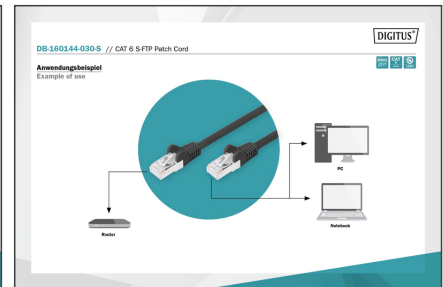 DIGITUS®
DB-160144-030-S // CAT 6 S-FTP Patch Cord
Anwendungsbeispiel
Example of use
PC
Router
Notebook